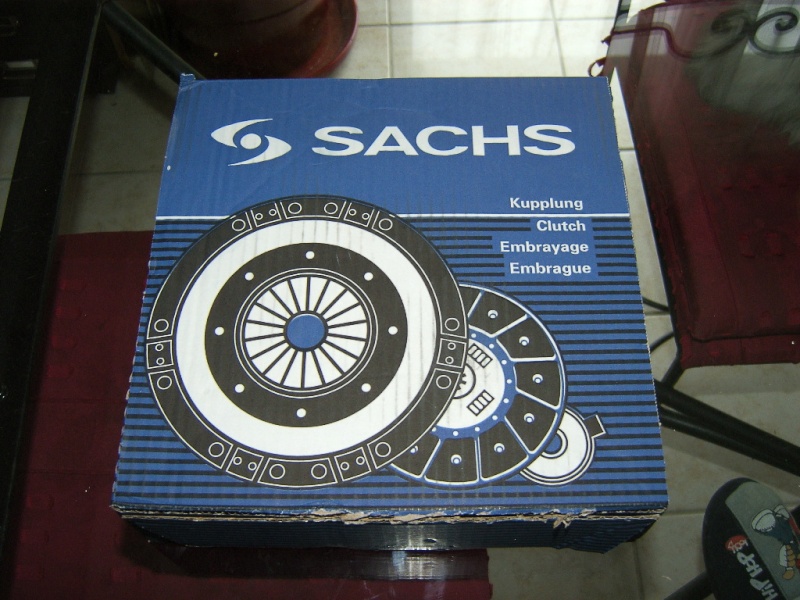 SACHS
Kupplung
Clutch
Embrayage
Embrague